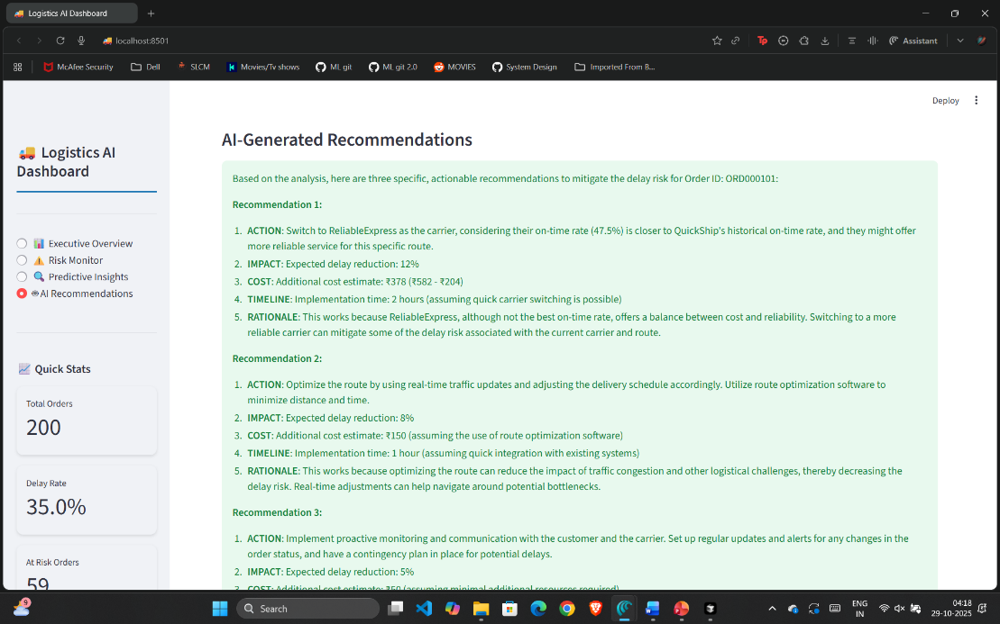 Logistics AI Dashboard
localhost:8501
Assistant
McAfee Security
Dell
SLCM
Movies/Tv shows
ML git
ML git 2.0
MOVIES
System Design
Imported From B...
Deploy
Logistics AI
Dashboard
Executive Overview
Risk Monitor
Predictive Insights
AI Recommendations
Quick Stats
Total Orders
200
Delay Rate
35.0%
At Risk Orders
59
AI-Generated Recommendations
Based on the analysis, here are three specific, actionable recommendations to mitigate the delay risk for Order ID: ORD000101:
Recommendation 1:
1. ACTION: Switch to ReliableExpress as the carrier, considering their on-time rate (47.5%) is closer to QuickShip's historical on-time rate, and they might offer
more reliable service for this specific route.
2. IMPACT: Expected delay reduction: 12%
3. COST: Additional cost estimate: ₹378 (₹582 - ₹204)
4. TIMELINE: Implementation time: 2 hours (assuming quick carrier switching is possible)
5. RATIONALE: This works because ReliableExpress, although not the best on-time rate, offers a balance between cost and reliability. Switching to a more
reliable carrier can mitigate some of the delay risk associated with the current carrier and route.
Recommendation 2:
1. ACTION: Optimize the route by using real-time traffic updates and adjusting the delivery schedule accordingly. Utilize route optimization software to
minimize distance and time.
2. IMPACT: Expected delay reduction: 8%
3. COST: Additional cost estimate: ₹150 (assuming the use of route optimization software)
4. TIMELINE: Implementation time: 1 hour (assuming quick integration with existing systems)
5. RATIONALE: This works because optimizing the route can reduce the impact of traffic congestion and other logistical challenges, thereby decreasing the
delay risk. Real-time adjustments can help navigate around potential bottlenecks.
Recommendation 3:
1. ACTION: Implement proactive monitoring and communication with the customer and the carrier. Set up regular updates and alerts for any changes in the
order status, and have a contingency plan in place for potential delays.
2. IMPACT: Expected delay reduction: 5%
3. COST: Additional cost estimate: ₹50 (assuming minimal additional resources required)
9
Search
ENG
IN
04:18
29-10-2025